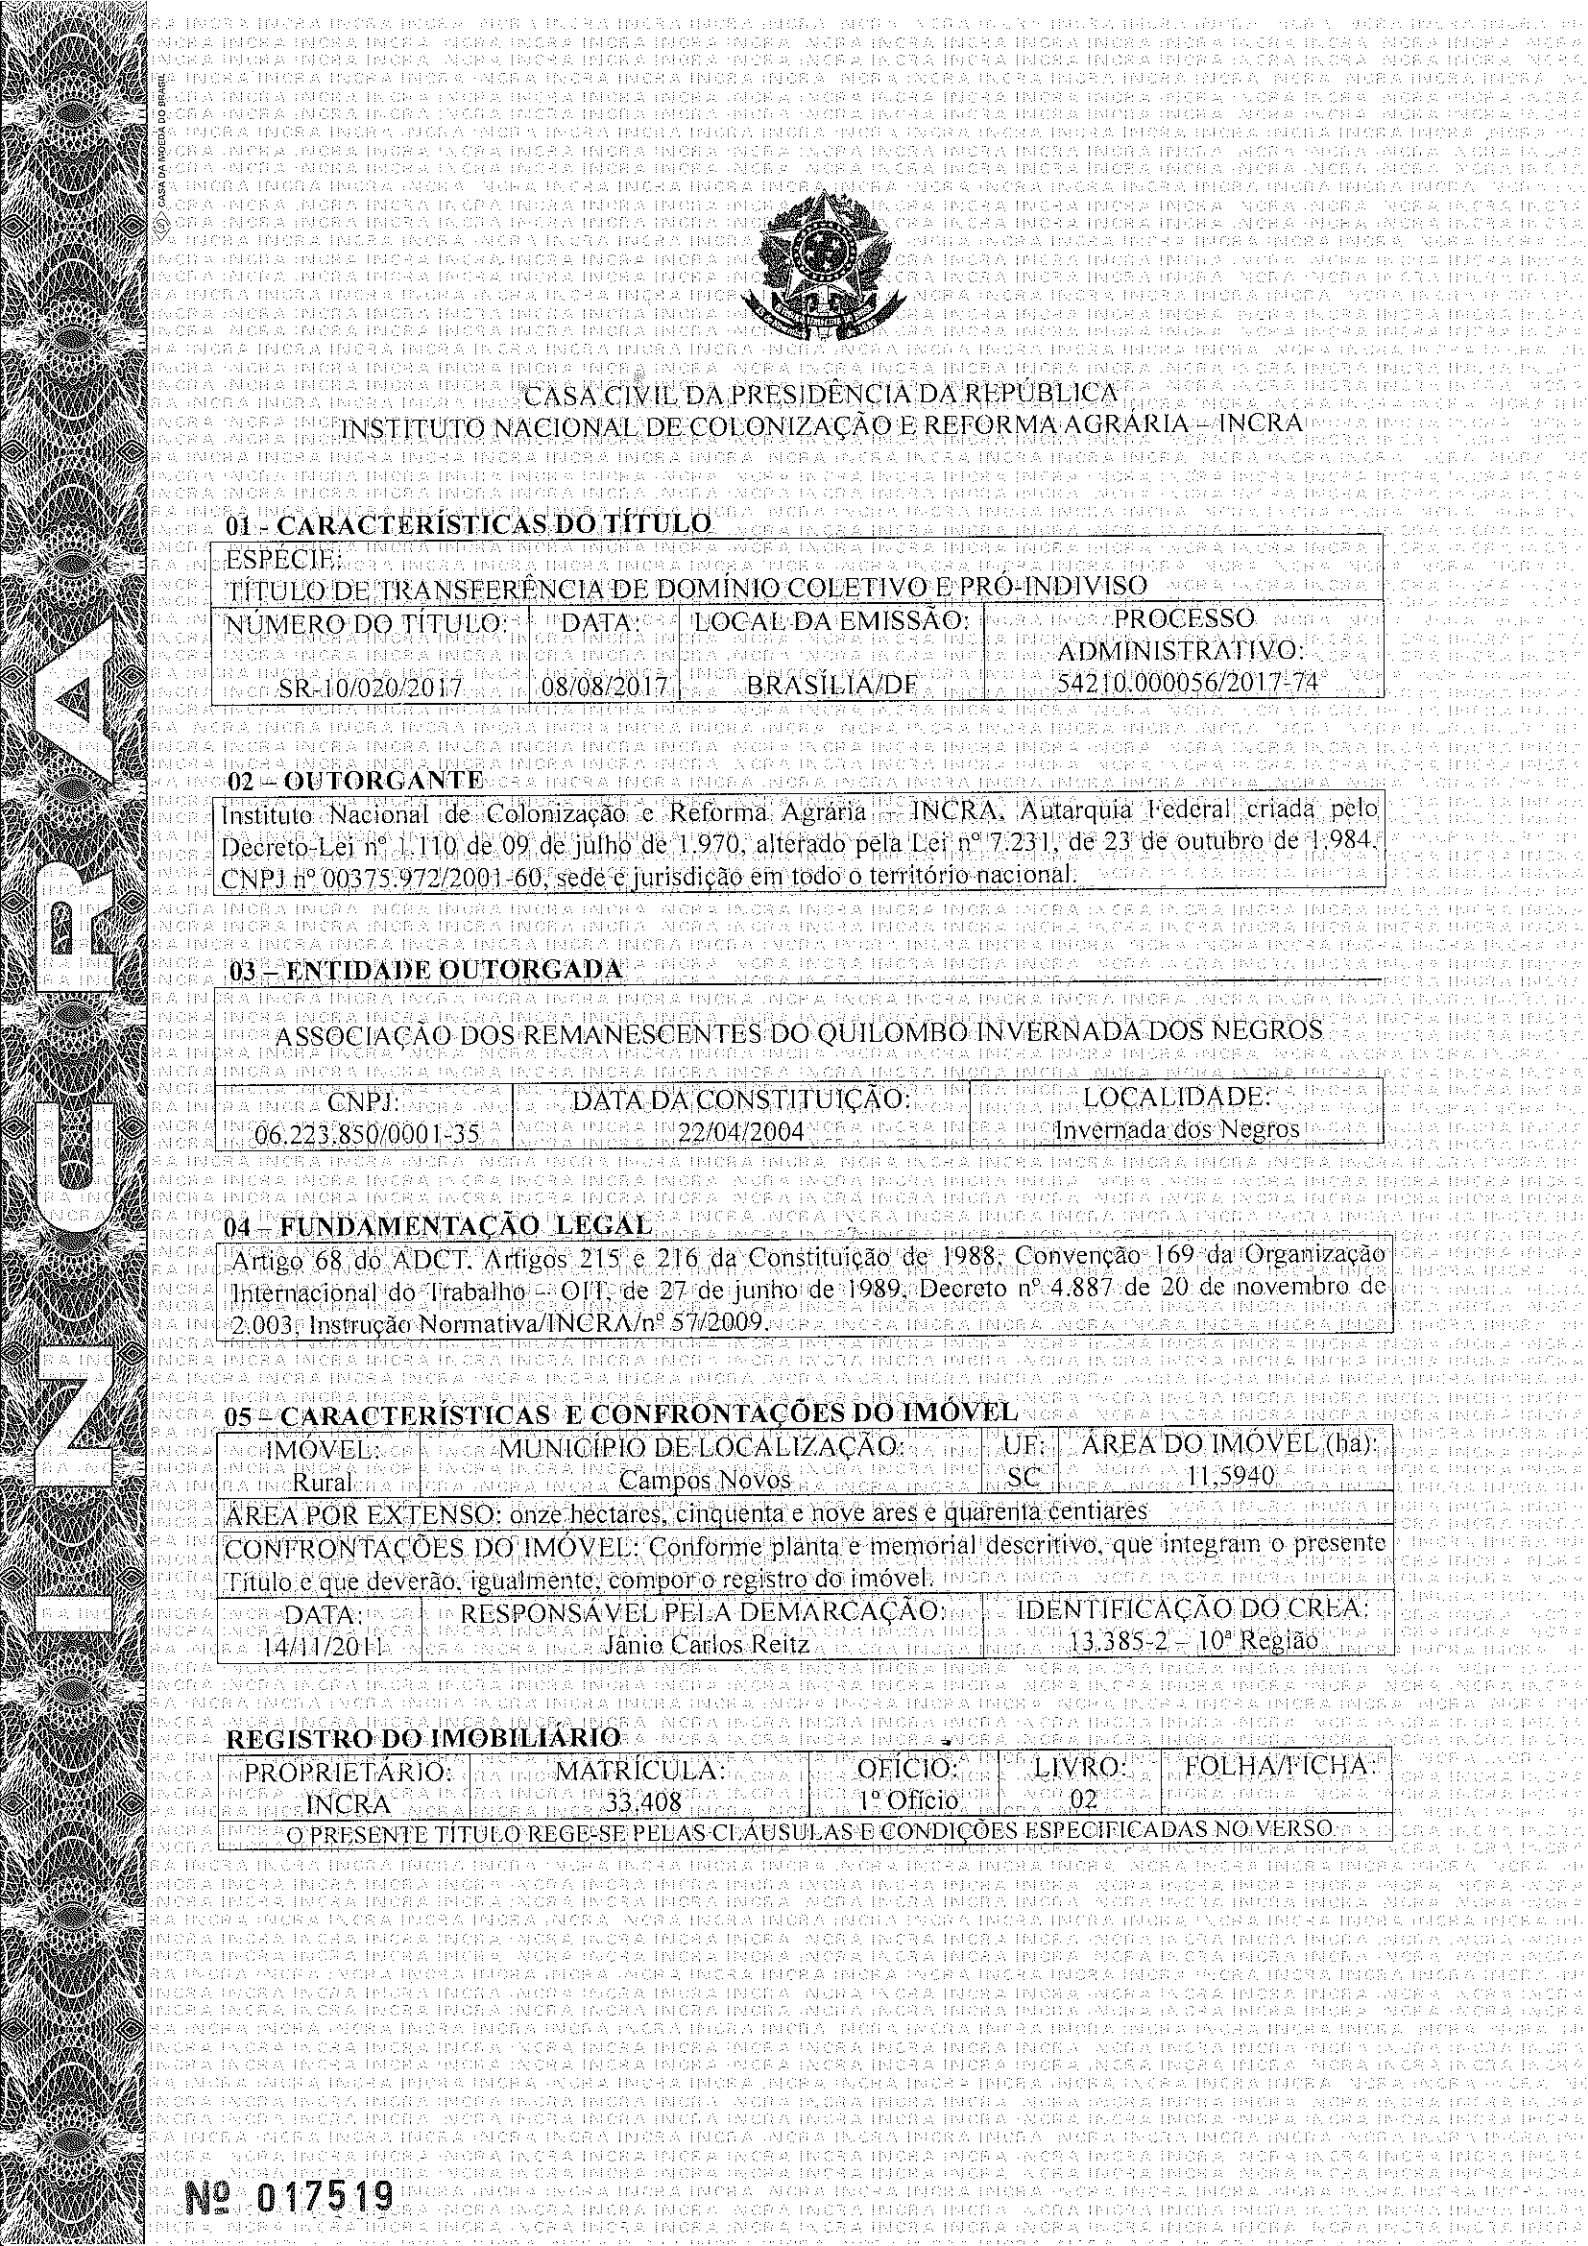 CASA DA MOEDA DO BRASIL
INCRA
CASA CIVIL DA PRESIDÊNCIA DA REPÚBLICA
INSTITUTO NACIONAL DE COLONIZAÇÃO E REFORMA AGRÁRIA – INCRA
01 - CARACTERÍSTICAS DO TÍTULO
ESPÉCIE:
TÍTULO DE TRANSFERÊNCIA DE DOMÍNIO COLETIVO E PRÓ-INDIVISO
NÚMERO DO TÍTULO: DATA: LOCAL DA EMISSÃO: PROCESSO
ADMINISTRATIVO:
SR-10/020/2017 08/08/2017 BRASÍLIA/DF 54210.000056/2017-74
02 – OUTORGANTE
Instituto Nacional de Colonização e Reforma Agrária – INCRA, Autarquia Federal criada pelo
Decreto-Lei nº 1.110 de 09 de julho de 1.970, alterado pela Lei nº 7.231, de 23 de outubro de 1.984.
CNPJ nº 00375.972/2001-60, sede e jurisdição em todo o território nacional.
03 – ENTIDADE OUTORGADA
ASSOCIAÇÃO DOS REMANESCENTES DO QUILOMBO INVERNADA DOS NEGROS
CNPJ: DATA DA CONSTITUIÇÃO: LOCALIDADE:
06.223.850/0001-35 22/04/2004 Invernada dos Negros
04 – FUNDAMENTAÇÃO LEGAL
Artigo 68 do ADCT. Artigos 215 e 216 da Constituição de 1988. Convenção 169 da Organização
Internacional do Trabalho – OIT, de 27 de junho de 1989, Decreto nº 4.887 de 20 de novembro de
2.003, Instrução Normativa/INCRA/nº 57/2009.
05 – CARACTERÍSTICAS E CONFRONTAÇÕES DO IMÓVEL
IMÓVEL: MUNICÍPIO DE LOCALIZAÇÃO: UF: ÁREA DO IMÓVEL (ha):
Rural Campos Novos SC 11,5940
ÁREA POR EXTENSO: onze hectares, cinquenta e nove ares e quarenta centiares
CONFRONTAÇÕES DO IMÓVEL: Conforme planta e memorial descritivo, que integram o presente
Título e que deverão, igualmente, compor o registro do imóvel.
DATA: RESPONSÁVEL PELA DEMARCAÇÃO: IDENTIFICAÇÃO DO CREA:
14/11/2011 Jânio Carlos Reitz 13.385-2 – 10ª Região
REGISTRO DO IMOBILIÁRIO
PROPRIETÁRIO: MATRÍCULA: OFÍCIO: LIVRO: FOLHA/FICHA:
INCRA 33.408 1º Ofício 02
O PRESENTE TÍTULO REGE-SE PELAS CLÁUSULAS E CONDIÇÕES ESPECIFICADAS NO VERSO
Nº 017519